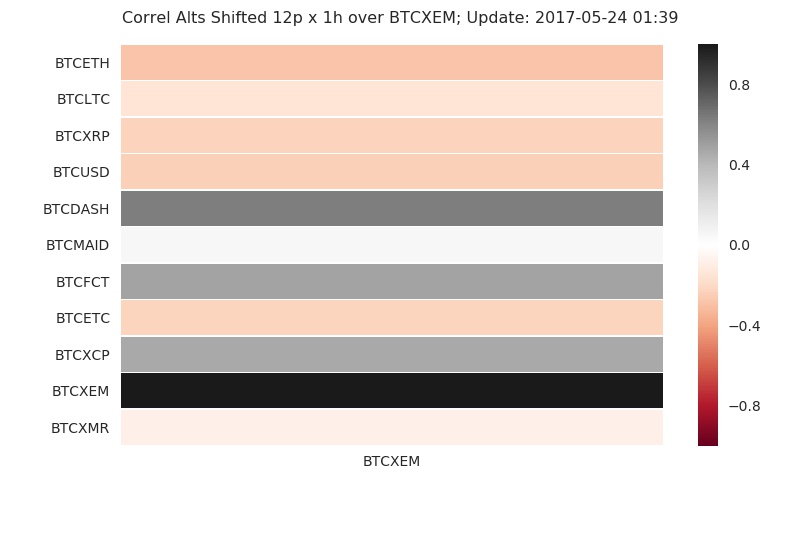 Correl Alts Shifted 12p x 1h over BTCXEM; Update: 2017-05-24 01:39
BTCETH
BTCLTC
BTCXRP
BTCUSD
BTCDASH
BTCMAID
BTCFCT
BTCETC
BTCXCP
BTCXEM
BTCXMR
BTCXEM
0.8
0.4
0.0
−0.4
−0.8